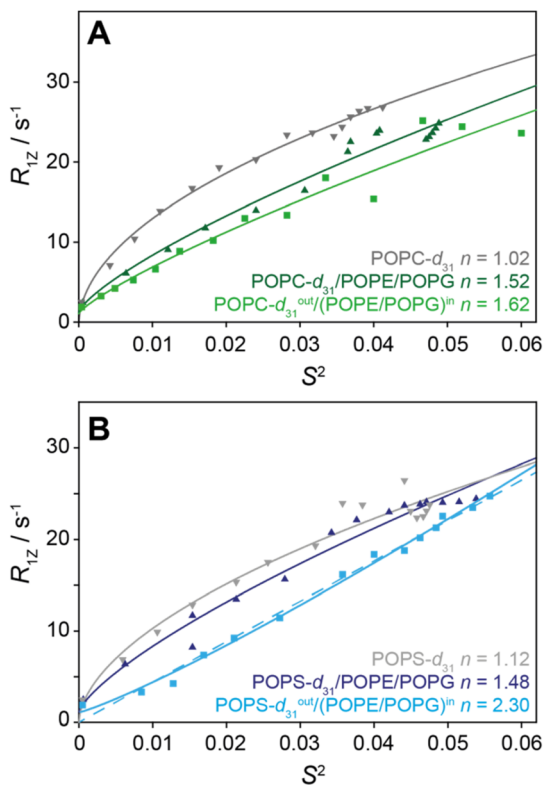 A
R1Z / s-1
30
20
10
0
POPC-d31 n = 1.02
POPC-d31/POPE/POPG n = 1.52
POPC-d31out/(POPE/POPG)in n = 1.62
0 0.01 0.02 0.03 0.04 0.05 0.06
S2
B
R1Z / s-1
30
20
10
0
POPS-d31 n = 1.12
POPS-d31/POPE/POPG n = 1.48
POPS-d31out/(POPE/POPG)in n = 2.30
0 0.01 0.02 0.03 0.04 0.05 0.06
S2